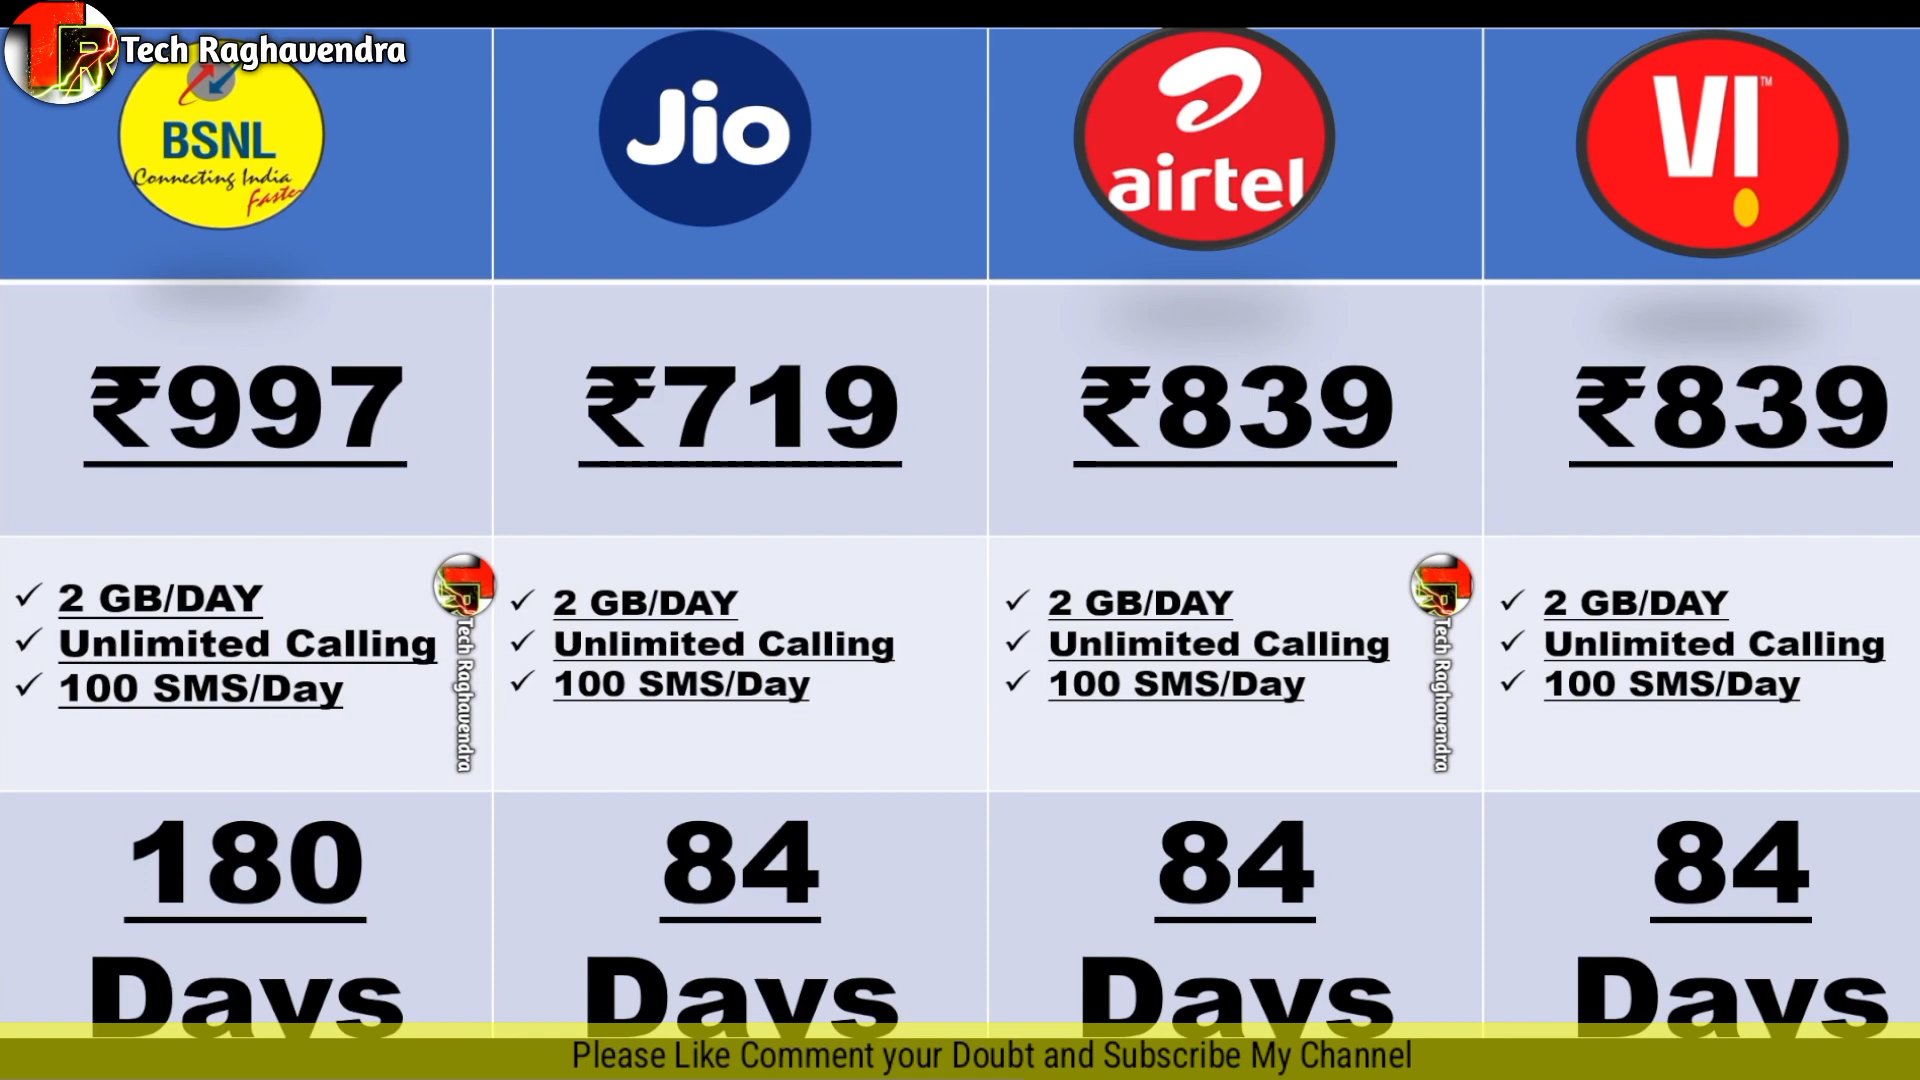 Tech Raghavendra
BSNL
Connecting India
Faster
Jio
airtel
VI
TM
₹997
₹719
₹839
₹839
✓ 2 GB/DAY
✓ Unlimited Calling
✓ 100 SMS/Day
Tech Raghavendra
✓ 2 GB/DAY
✓ Unlimited Calling
✓ 100 SMS/Day
✓ 2 GB/DAY
✓ Unlimited Calling
✓ 100 SMS/Day
Tech Raghavendra
✓ 2 GB/DAY
✓ Unlimited Calling
✓ 100 SMS/Day
180
Days
84
Days
84
Days
84
Days
Please Like Comment your Doubt and Subscribe My Channel